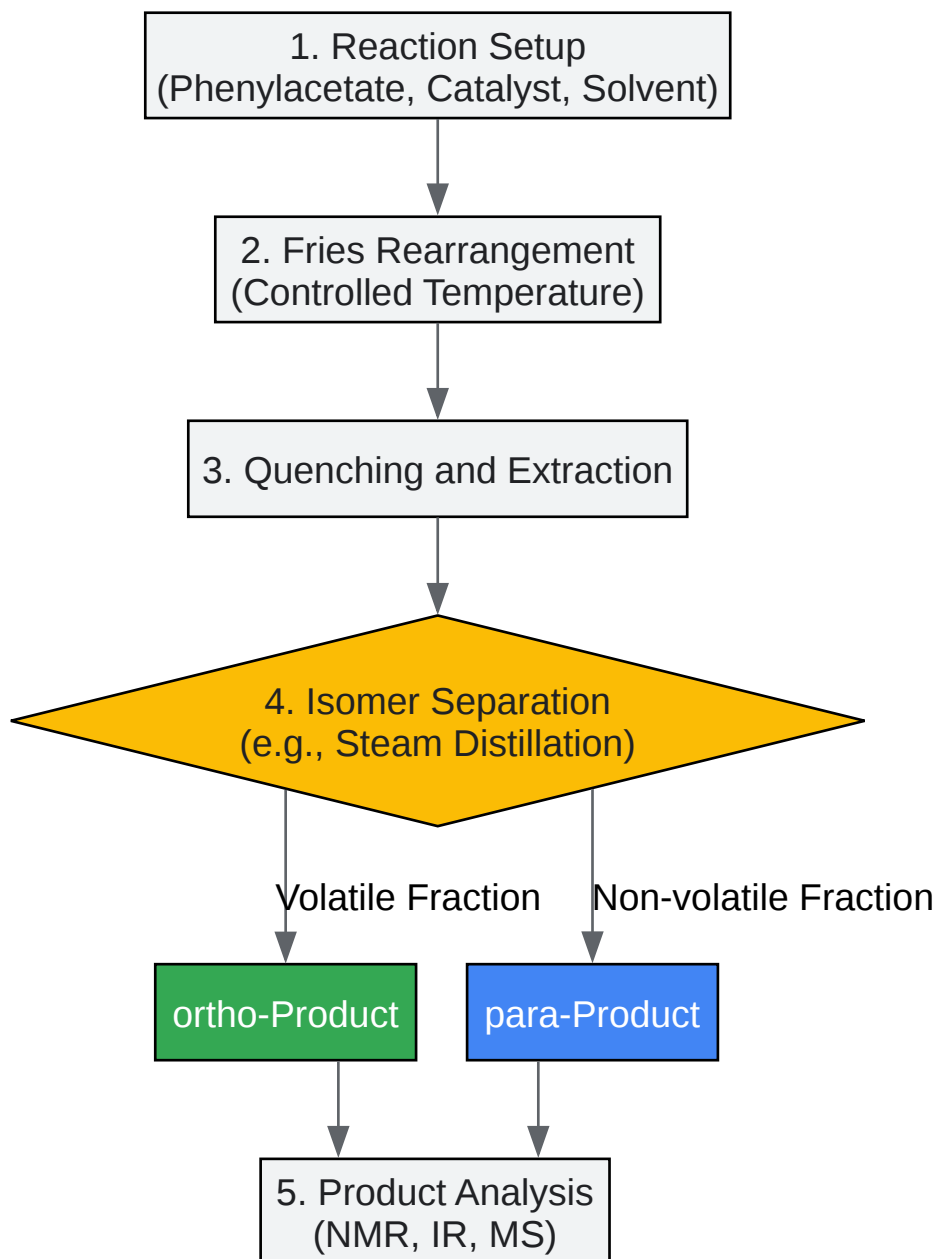 1. Reaction Setup
(Phenylacetate, Catalyst, Solvent)
2. Fries Rearrangement
(Controlled Temperature)
3. Quenching and Extraction
4. Isomer Separation
(e.g., Steam Distillation)
Volatile Fraction
Non-volatile Fraction
ortho-Product
para-Product
5. Product Analysis
(NMR, IR, MS)